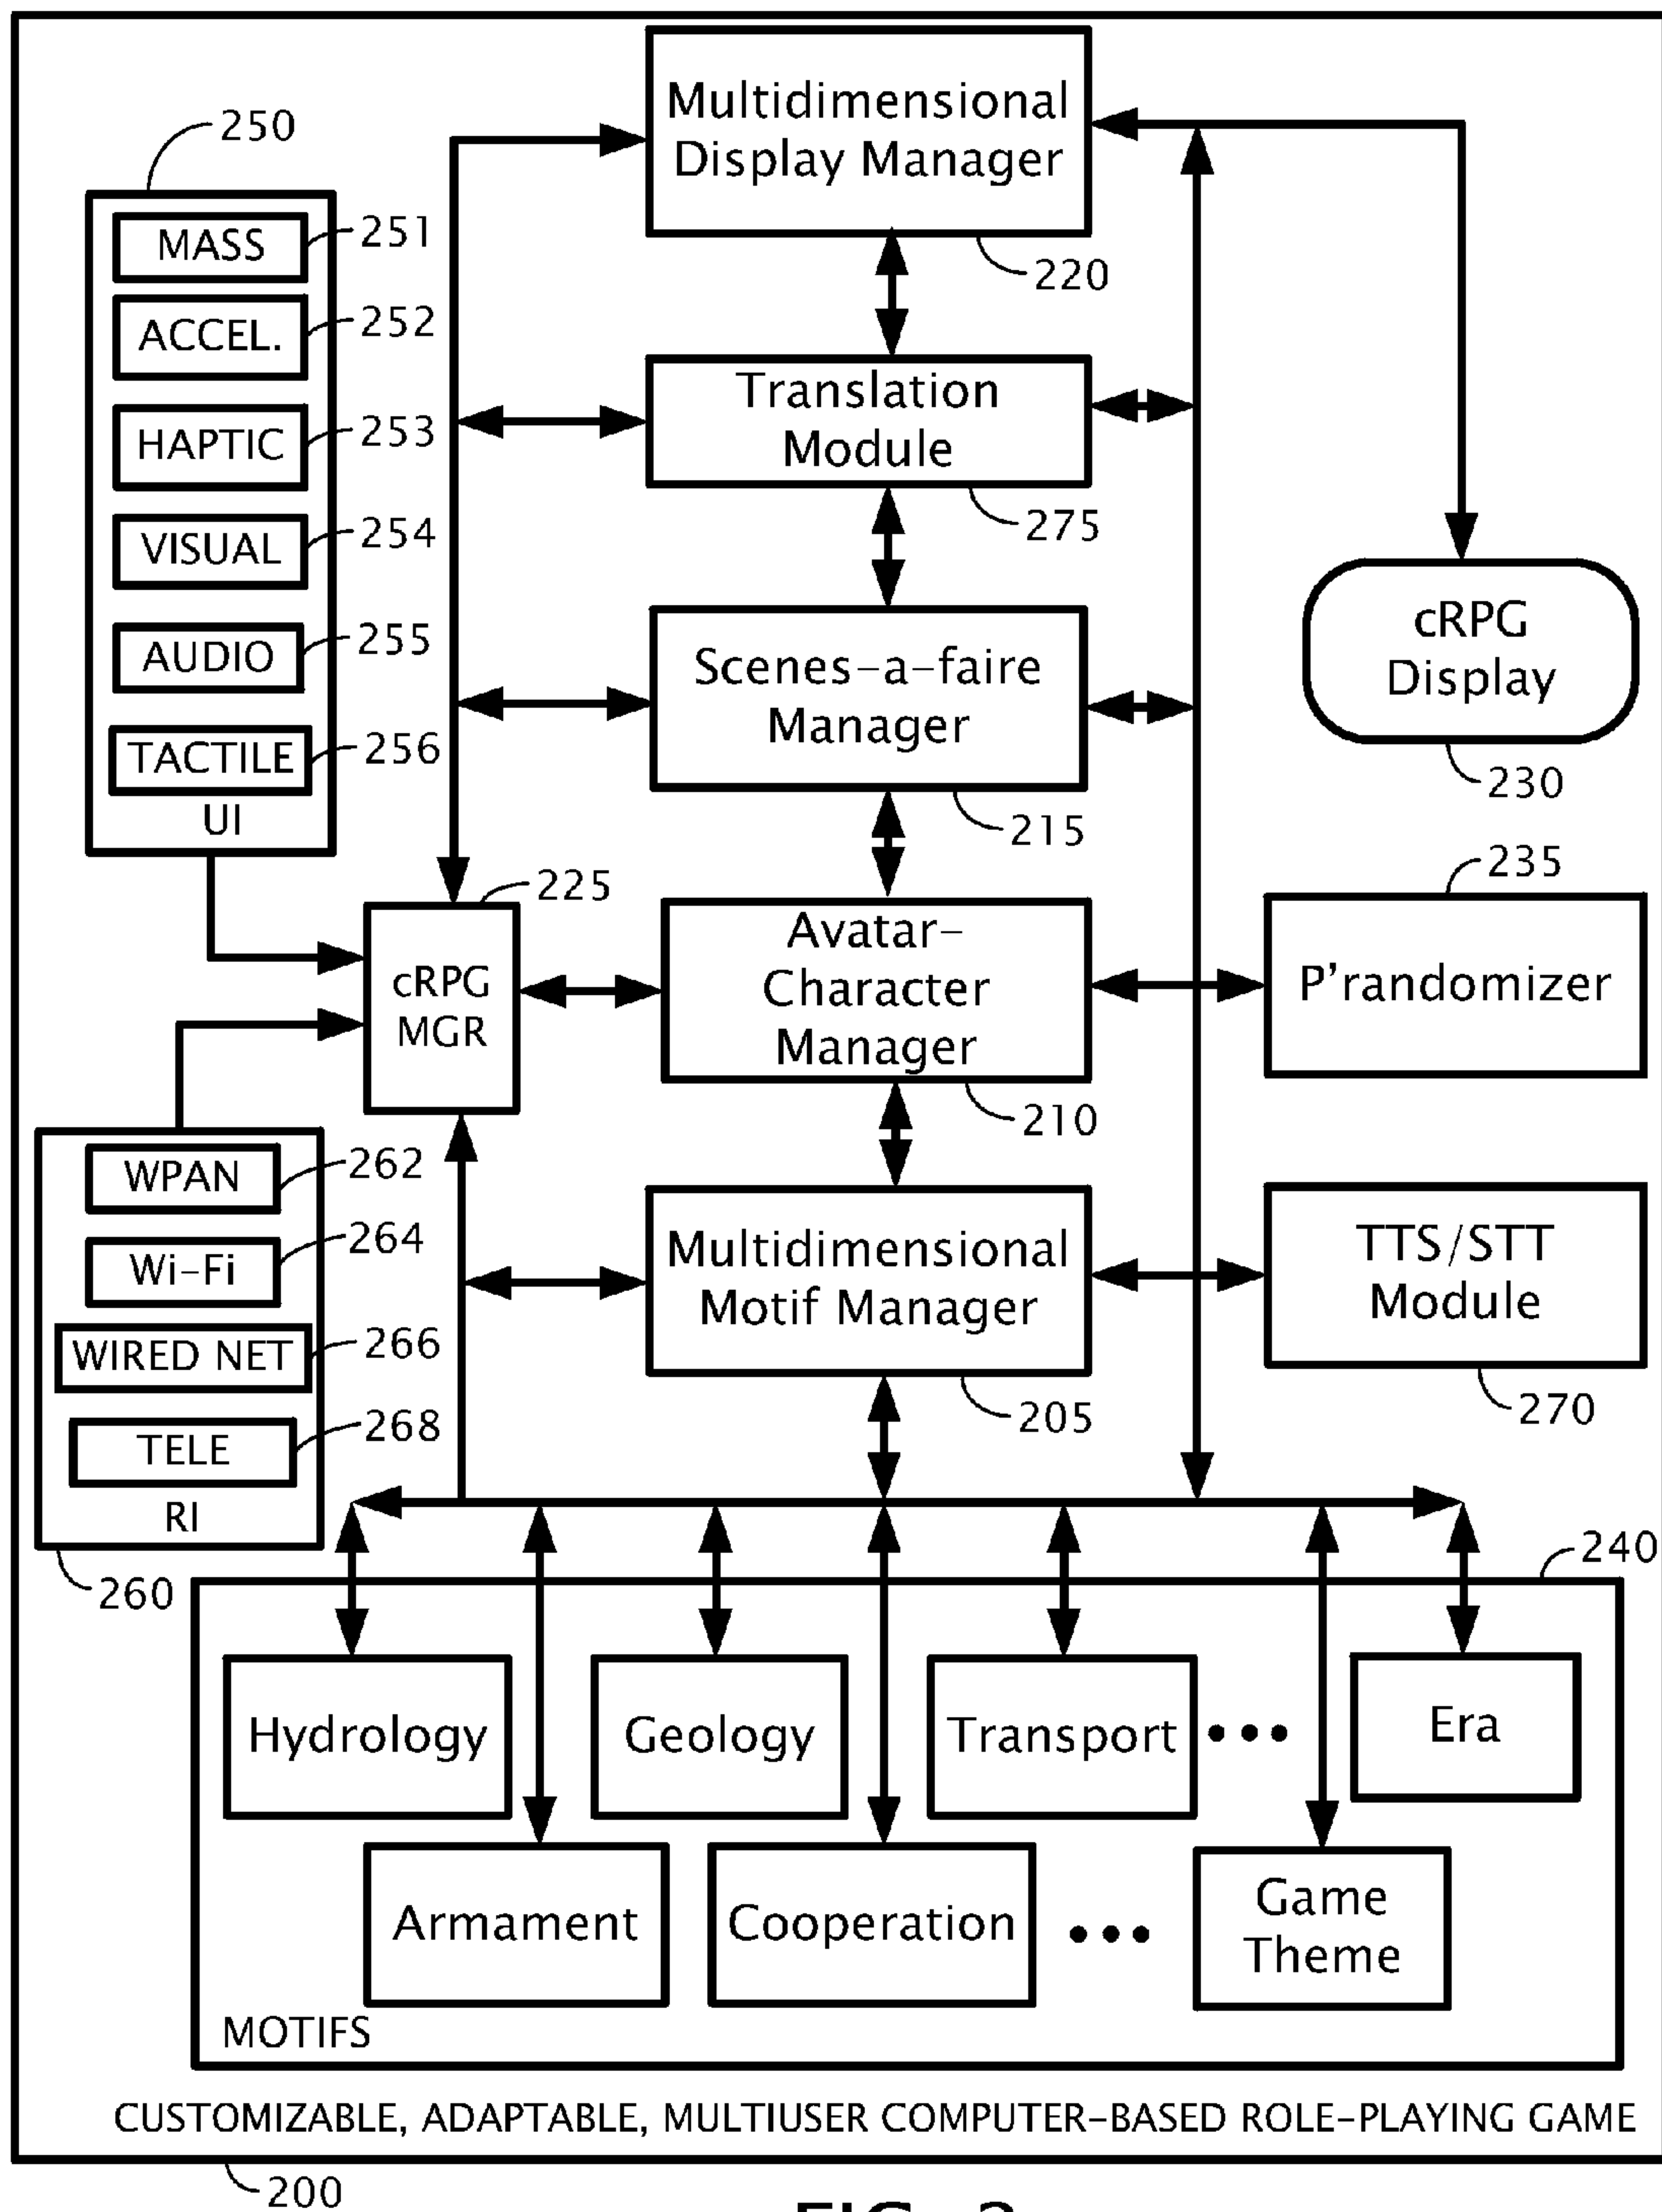 Multidimensional
Display Manager
220
250
MASS
251
ACCEL.
252
HAPTIC
253
VISUAL
254
AUDIO
255
TACTILE
256
UI
Translation
Module
275
Scenes-a-faire
Manager
215
cRPG
Display
230
225
cRPG
MGR
Avatar-
Character
Manager
210
235
P'randomizer
WPAN
262
Wi-Fi
264
WIRED NET
266
TELE
268
RI
260
Multidimensional
Motif Manager
205
TTS/STT
Module
270
240
Hydrology
Geology
Transport
•••
Era
Armament
Cooperation
•••
Game
Theme
MOTIFS
CUSTOMIZABLE, ADAPTABLE, MULTIUSER COMPUTER-BASED ROLE-PLAYING GAME
200